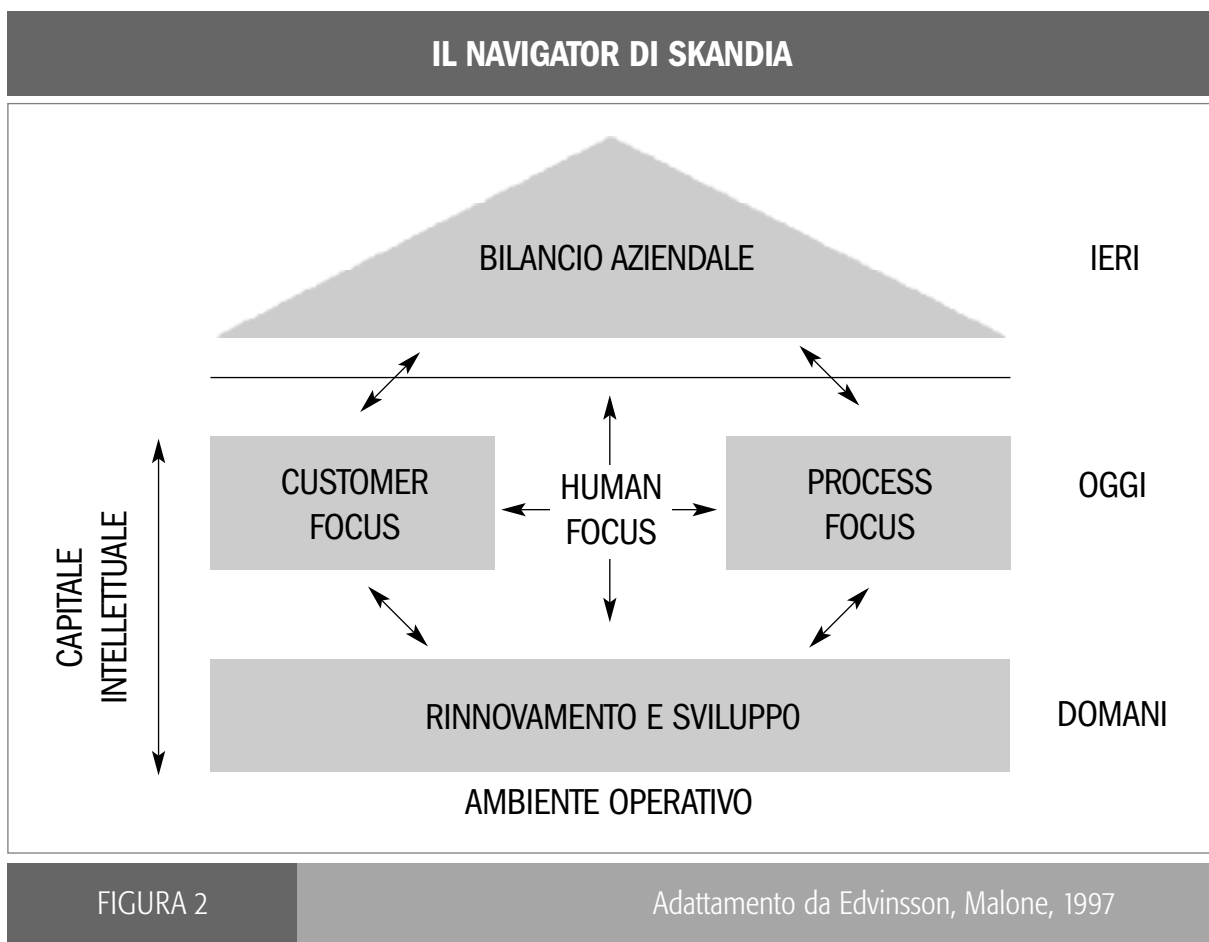 IL NAVIGATOR DI SKANDIA
BILANCIO AZIENDALE
IERI
CUSTOMER
FOCUS
HUMAN
FOCUS
PROCESS
FOCUS
OGGI
CAPITALE
INTELLETTUALE
RINNOVAMENTO E SVILUPPO
DOMANI
AMBIENTE OPERATIVO
FIGURA 2
Adattamento da Edvinsson, Malone, 1997